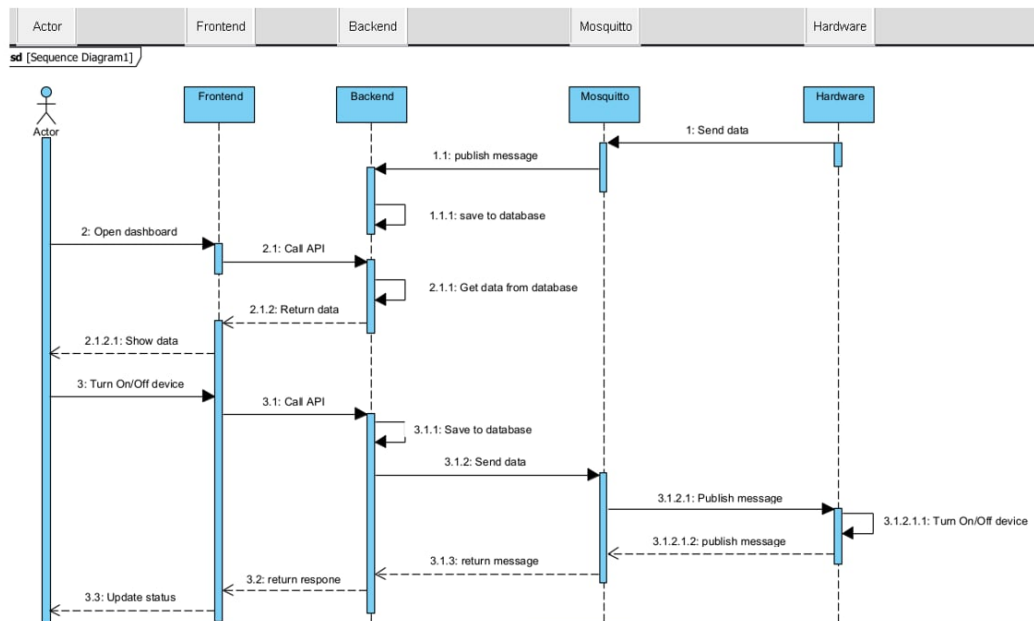 Actor
Frontend
Backend
Mosquitto
Hardware
sd [Sequence Diagram1]
Actor
Frontend
Backend
Mosquitto
Hardware
1: Send data
1.1: publish message
1.1.1: save to database
2: Open dashboard
2.1: Call API
2.1.1: Get data from database
2.1.2: Return data
2.1.2.1: Show data
3: Turn On/Off device
3.1: Call API
3.1.1: Save to database
3.1.2: Send data
3.1.2.1: Publish message
3.1.2.1.1: Turn On/Off device
3.1.2.1.2: publish message
3.1.3: return message
3.2: return respone
3.3: Update status